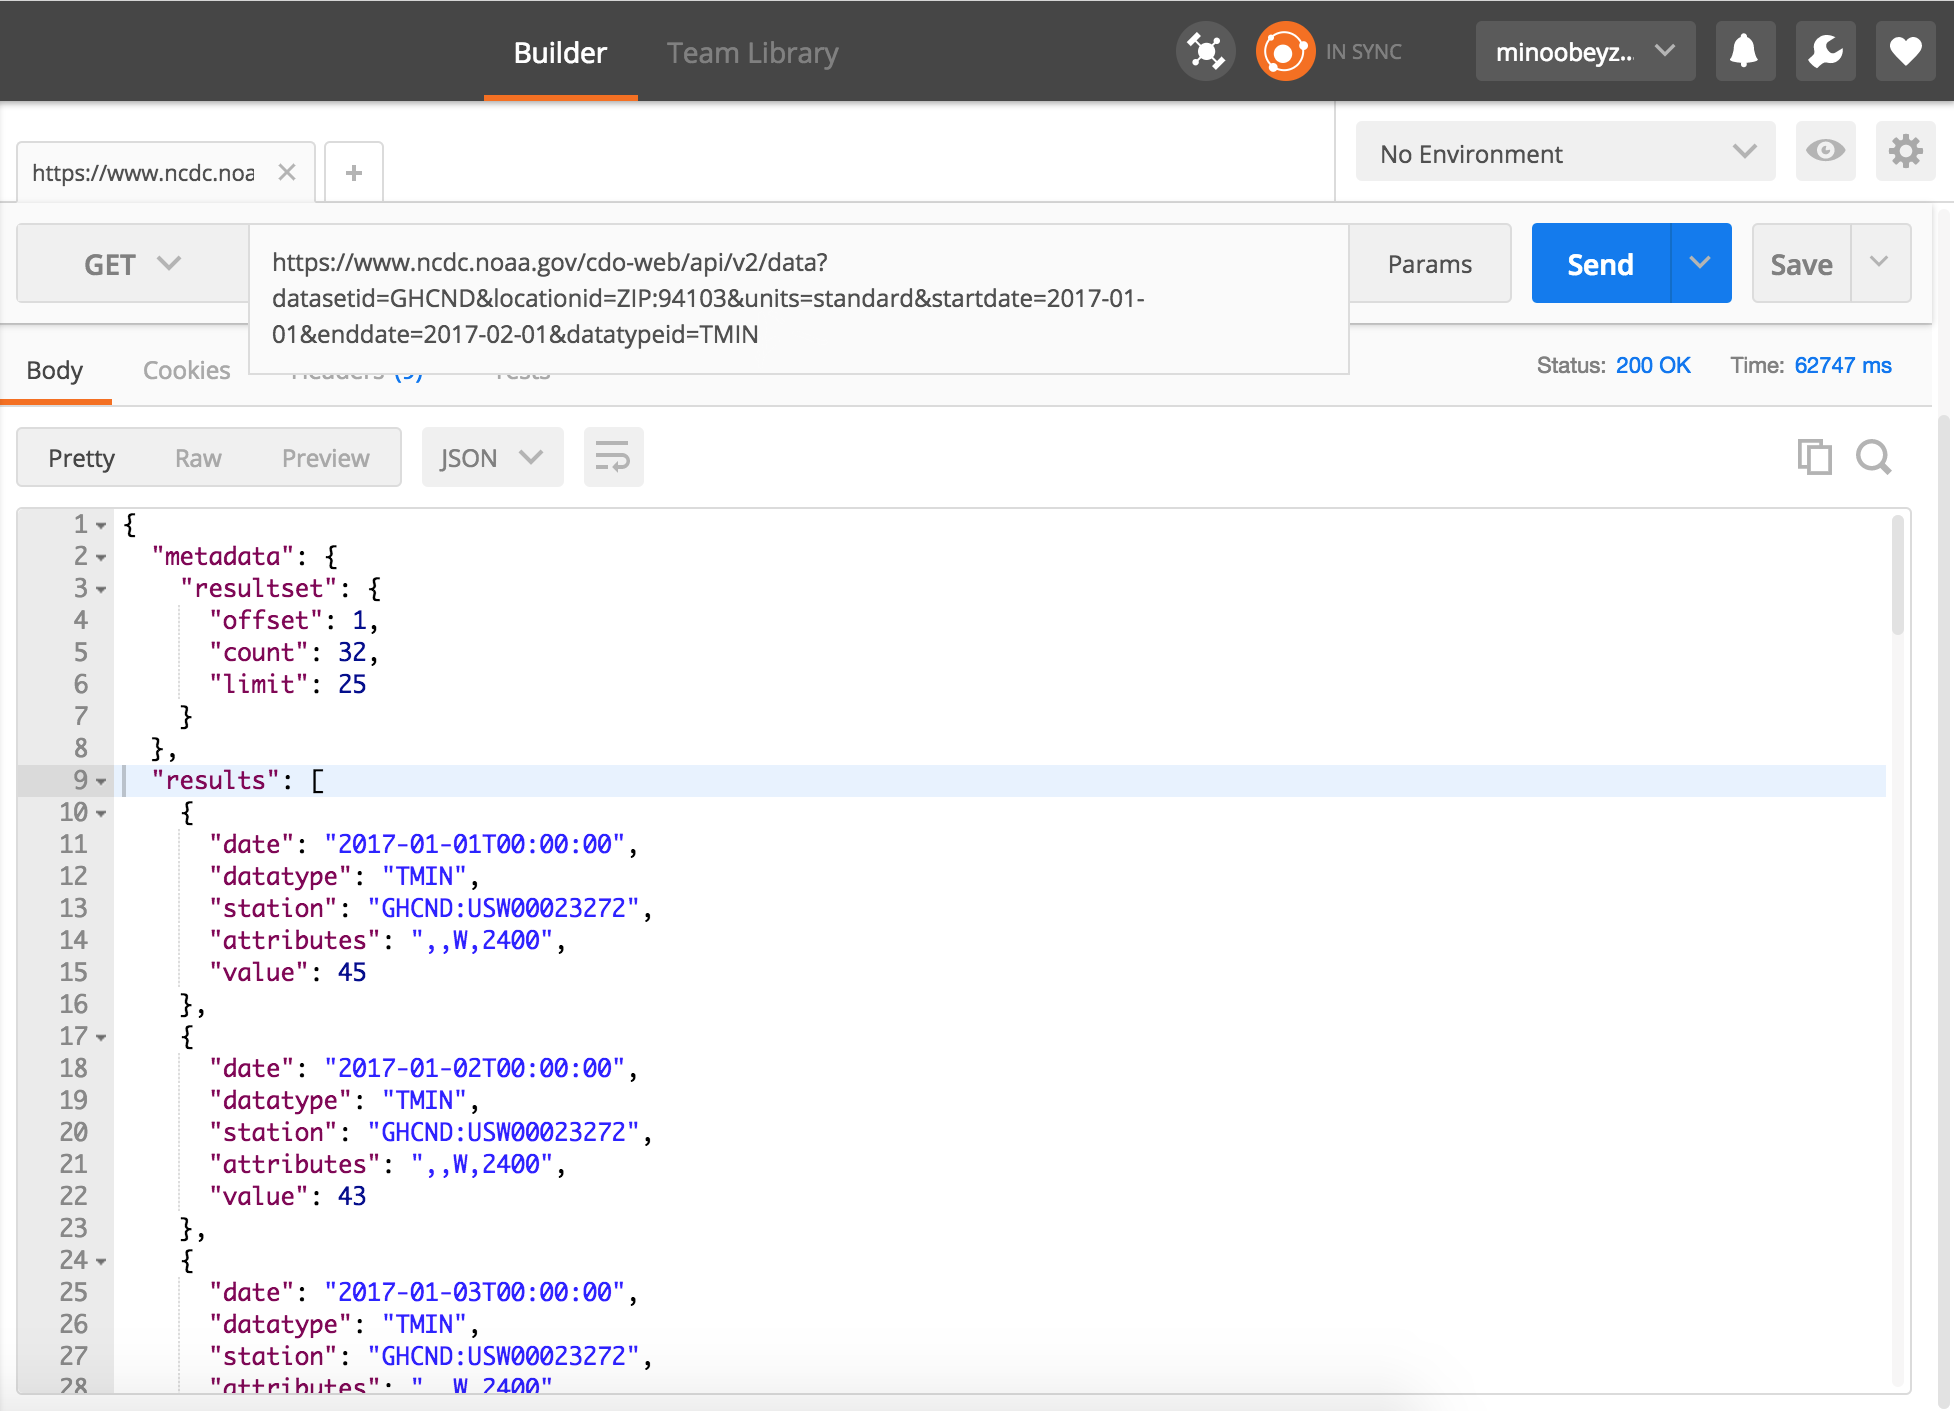 Builder
Team Library
IN SYNC
minoobeyz..
https://www.ncdc.noa
+
No Environment
GET
https://www.ncdc.noaa.gov/cdo-web/api/v2/data?
datasetid=GHCND&locationid=ZIP:94103&units=standard&startdate=2017-01-
01&enddate=2017-02-01&datatypeid=TMIN
Params
Send
Save
Body
Cookies
Headers (9)
Tests
Status: 200 OK
Time: 62747 ms
Pretty
Raw
Preview
JSON
1 {
2 "metadata": {
3 "resultset": {
4 "offset": 1,
5 "count": 32,
6 "limit": 25
7 }
8 },
9 "results": [
10 {
11 "date": "2017-01-01T00:00:00",
12 "datatype": "TMIN",
13 "station": "GHCND:USW00023272",
14 "attributes": ",,W,2400",
15 "value": 45
16 },
17 {
18 "date": "2017-01-02T00:00:00",
19 "datatype": "TMIN",
20 "station": "GHCND:USW00023272",
21 "attributes": ",,W,2400",
22 "value": 43
23 },
24 {
25 "date": "2017-01-03T00:00:00",
26 "datatype": "TMIN",
27 "station": "GHCND:USW00023272",
28 "attributes": ",,W,2400"